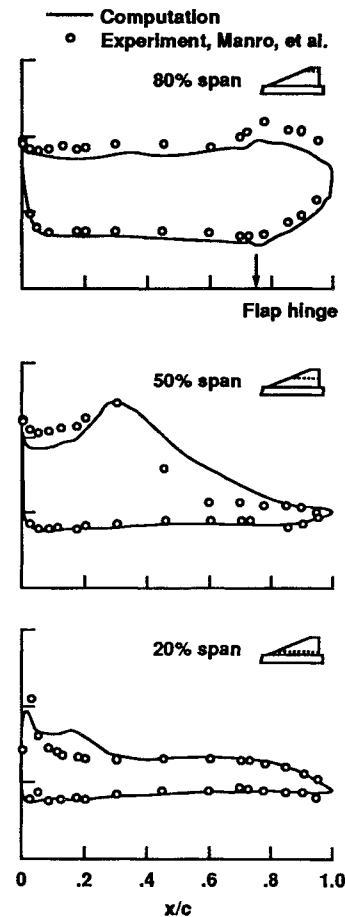 Computation
Experiment, Manro, et al.
80% span
Flap hinge
50% span
20% span
0 .2 .4 .6 .8 1.0
x/c